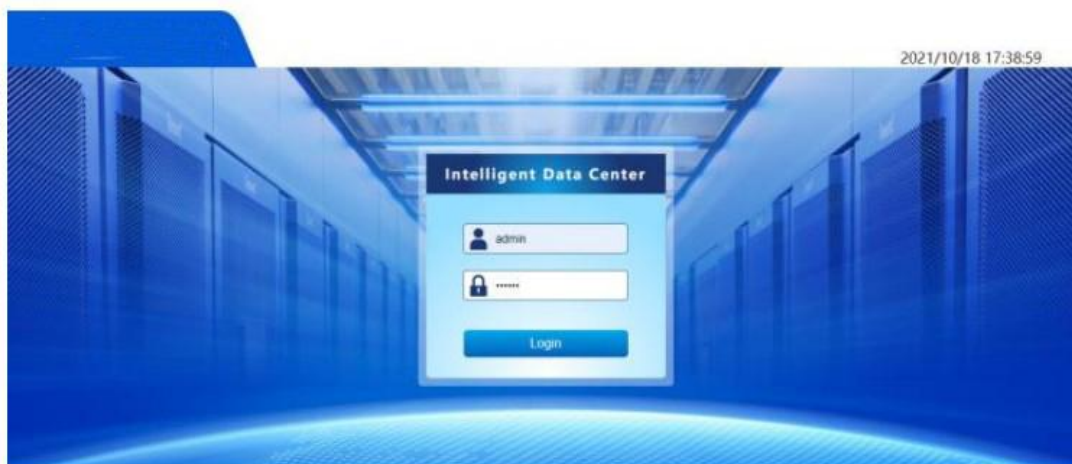 2021/10/18 17:38:59
Intelligent Data Center
admin
••••••
Login